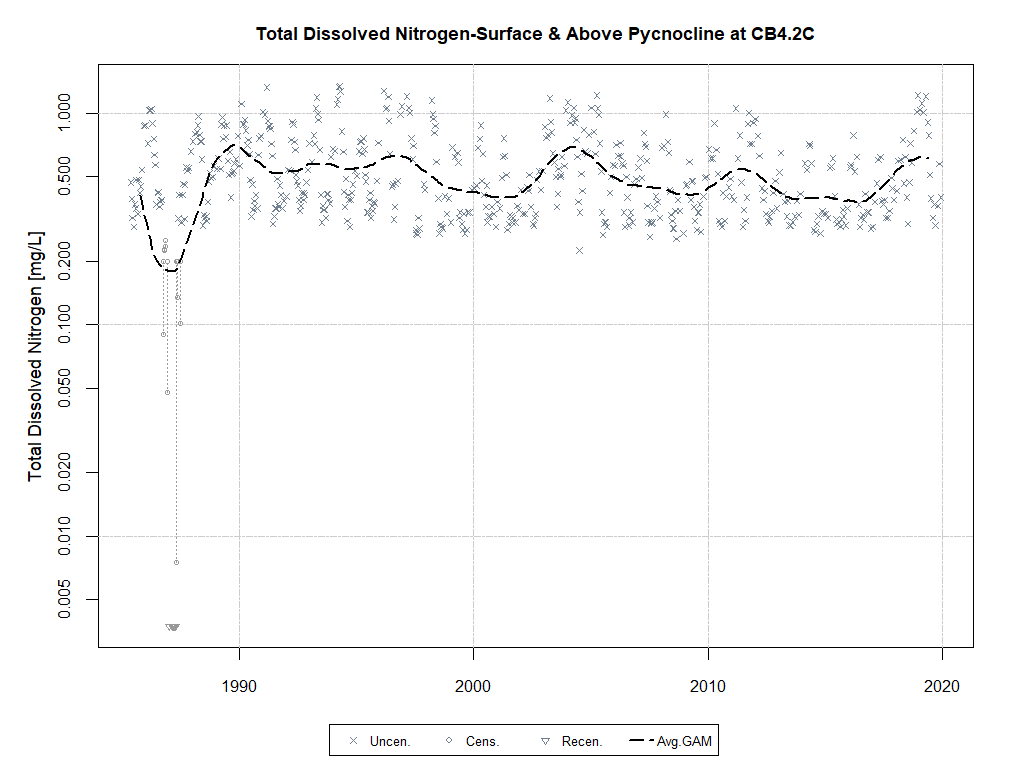 Total Dissolved Nitrogen-Surface & Above Pycnocline at CB4.2C
Total Dissolved Nitrogen [mg/L]
1.000
0.500
0.200
0.100
0.050
0.020
0.010
0.005
1990 2000 2010 2020
Uncen. Cens. Recen. Avg.GAM